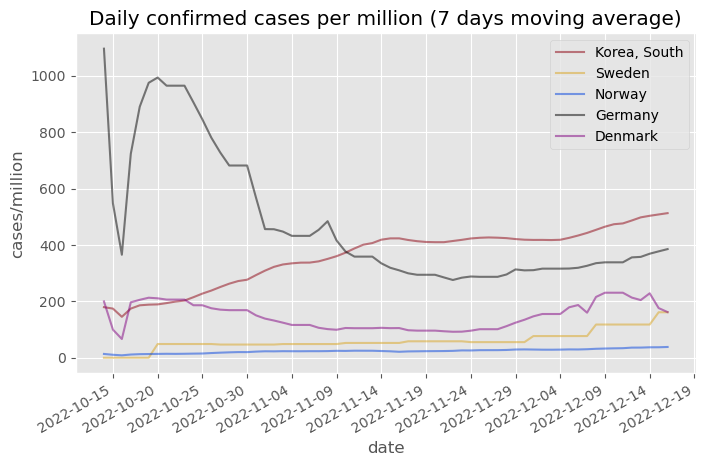 Daily confirmed cases per million (7 days moving average)
Korea, South
Sweden
Norway
Germany
Denmark
cases/million
1000
800
600
400
200
0
2022-10-15
2022-10-20
2022-10-25
2022-10-30
2022-11-04
2022-11-09
2022-11-14
2022-11-19
2022-11-24
2022-11-29
2022-12-04
2022-12-09
2022-12-14
2022-12-19
date